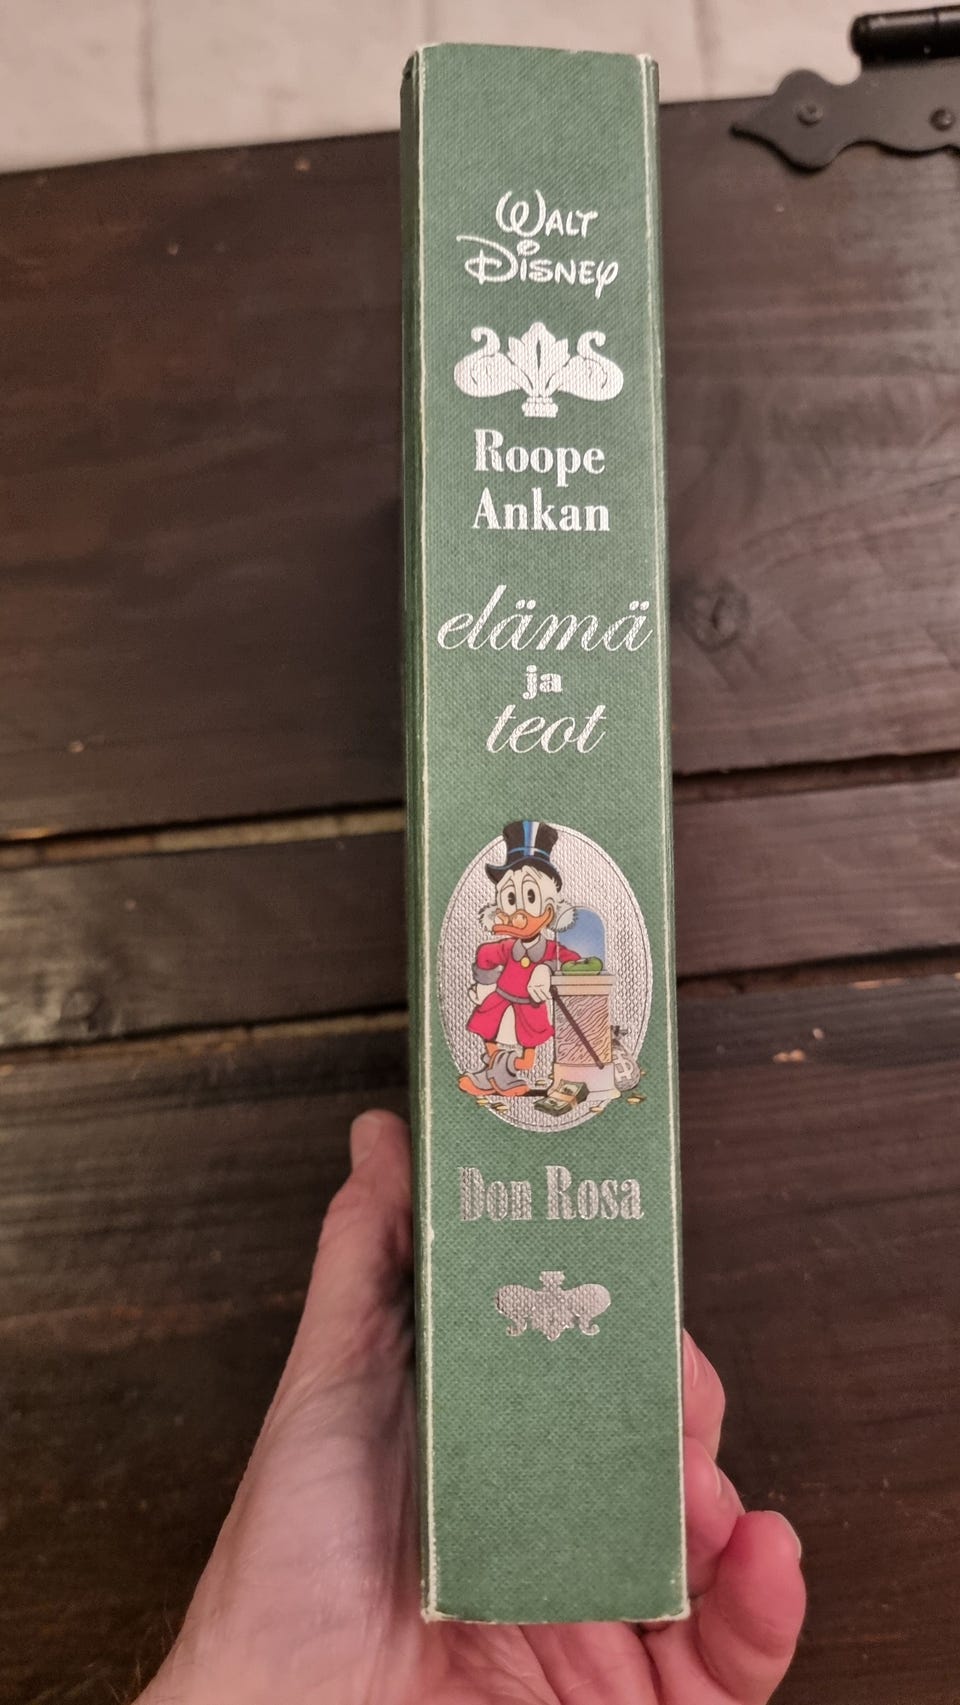 Walt
Disney
Roope
Ankan
elämä
ja
teot
Don Rosa